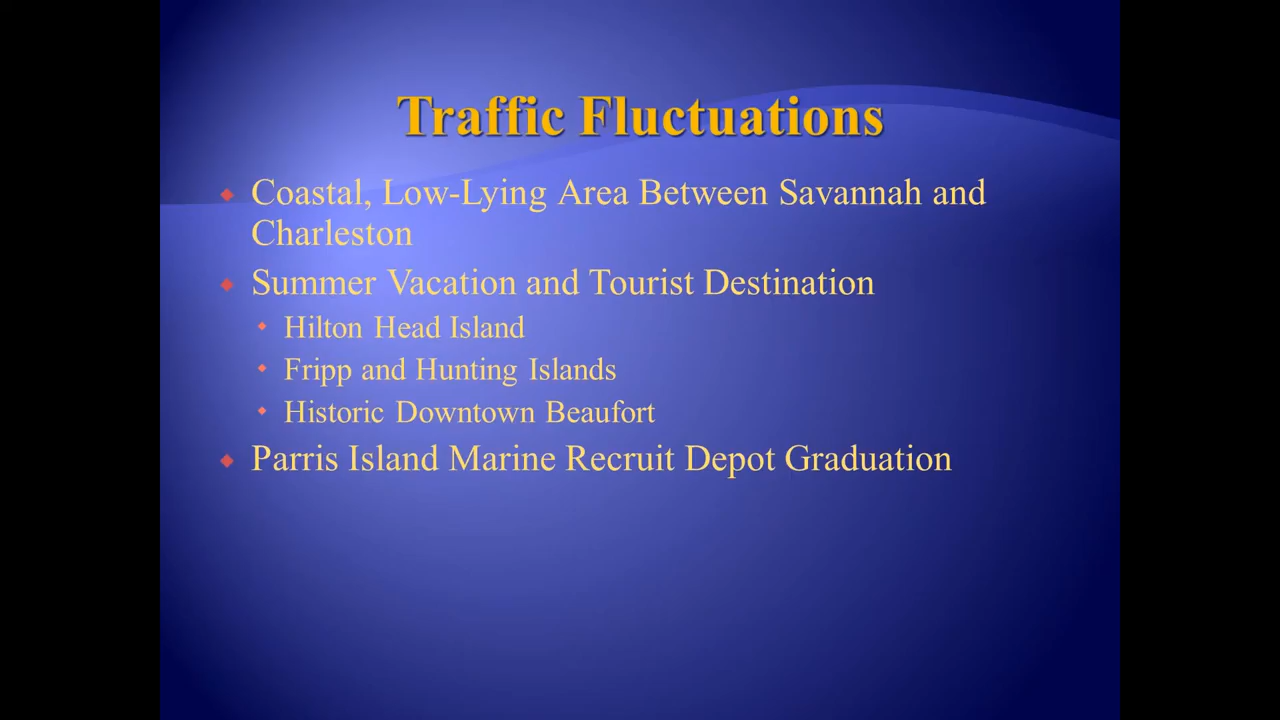 Traffic Fluctuations
Coastal, Low-Lying Area Between Savannah and
Charleston
Summer Vacation and Tourist Destination
Hilton Head Island
Fripp and Hunting Islands
Historic Downtown Beaufort
Parris Island Marine Recruit Depot Graduation